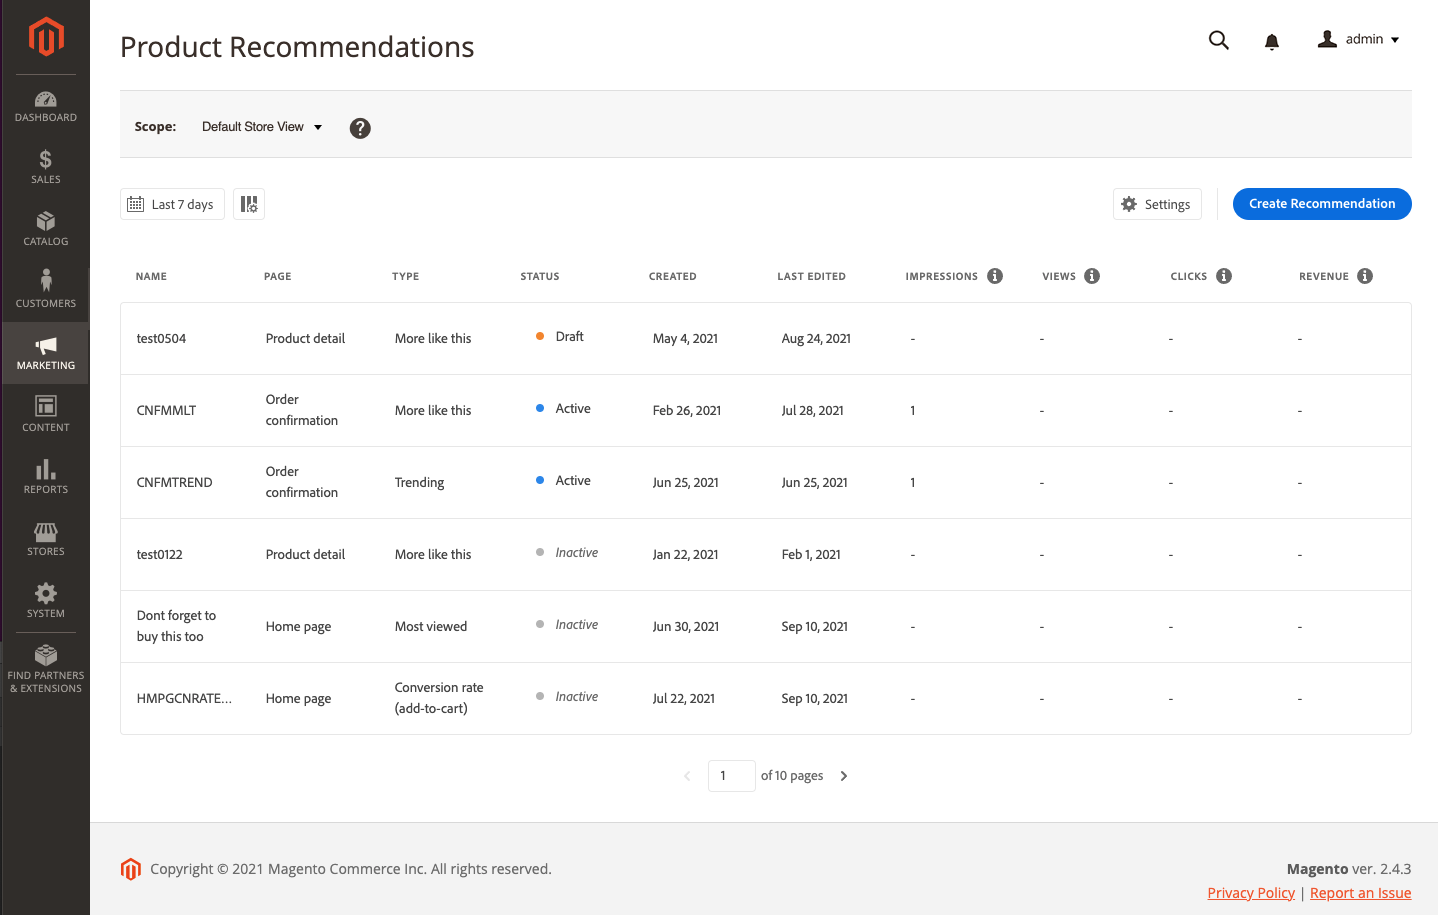 Product Recommendations
admin
DASHBOARD
SALES
CATALOG
CUSTOMERS
MARKETING
CONTENT
REPORTS
STORES
SYSTEM
FIND PARTNERS
& EXTENSIONS
Scope: Default Store View ?
Last 7 days Settings Create Recommendation
NAME PAGE TYPE STATUS CREATED LAST EDITED IMPRESSIONS VIEWS CLICKS REVENUE
test0504 Product detail More like this Draft May 4, 2021 Aug 24, 2021 - - - -
CNFMMLT Order
confirmation More like this Active Feb 26, 2021 Jul 28, 2021 1 - - -
CNFMTREND Order
confirmation Trending Active Jun 25, 2021 Jun 25, 2021 1 - - -
test0122 Product detail More like this Inactive Jan 22, 2021 Feb 1, 2021 - - - -
Dont forget to
buy this too Home page Most viewed Inactive Jun 30, 2021 Sep 10, 2021 - - - -
HMPGCNRATE... Home page Conversion rate
(add-to-cart) Inactive Jul 22, 2021 Sep 10, 2021 - - - -
1 of 10 pages
Copyright © 2021 Magento Commerce Inc. All rights reserved.
Magento ver. 2.4.3
Privacy Policy | Report an Issue